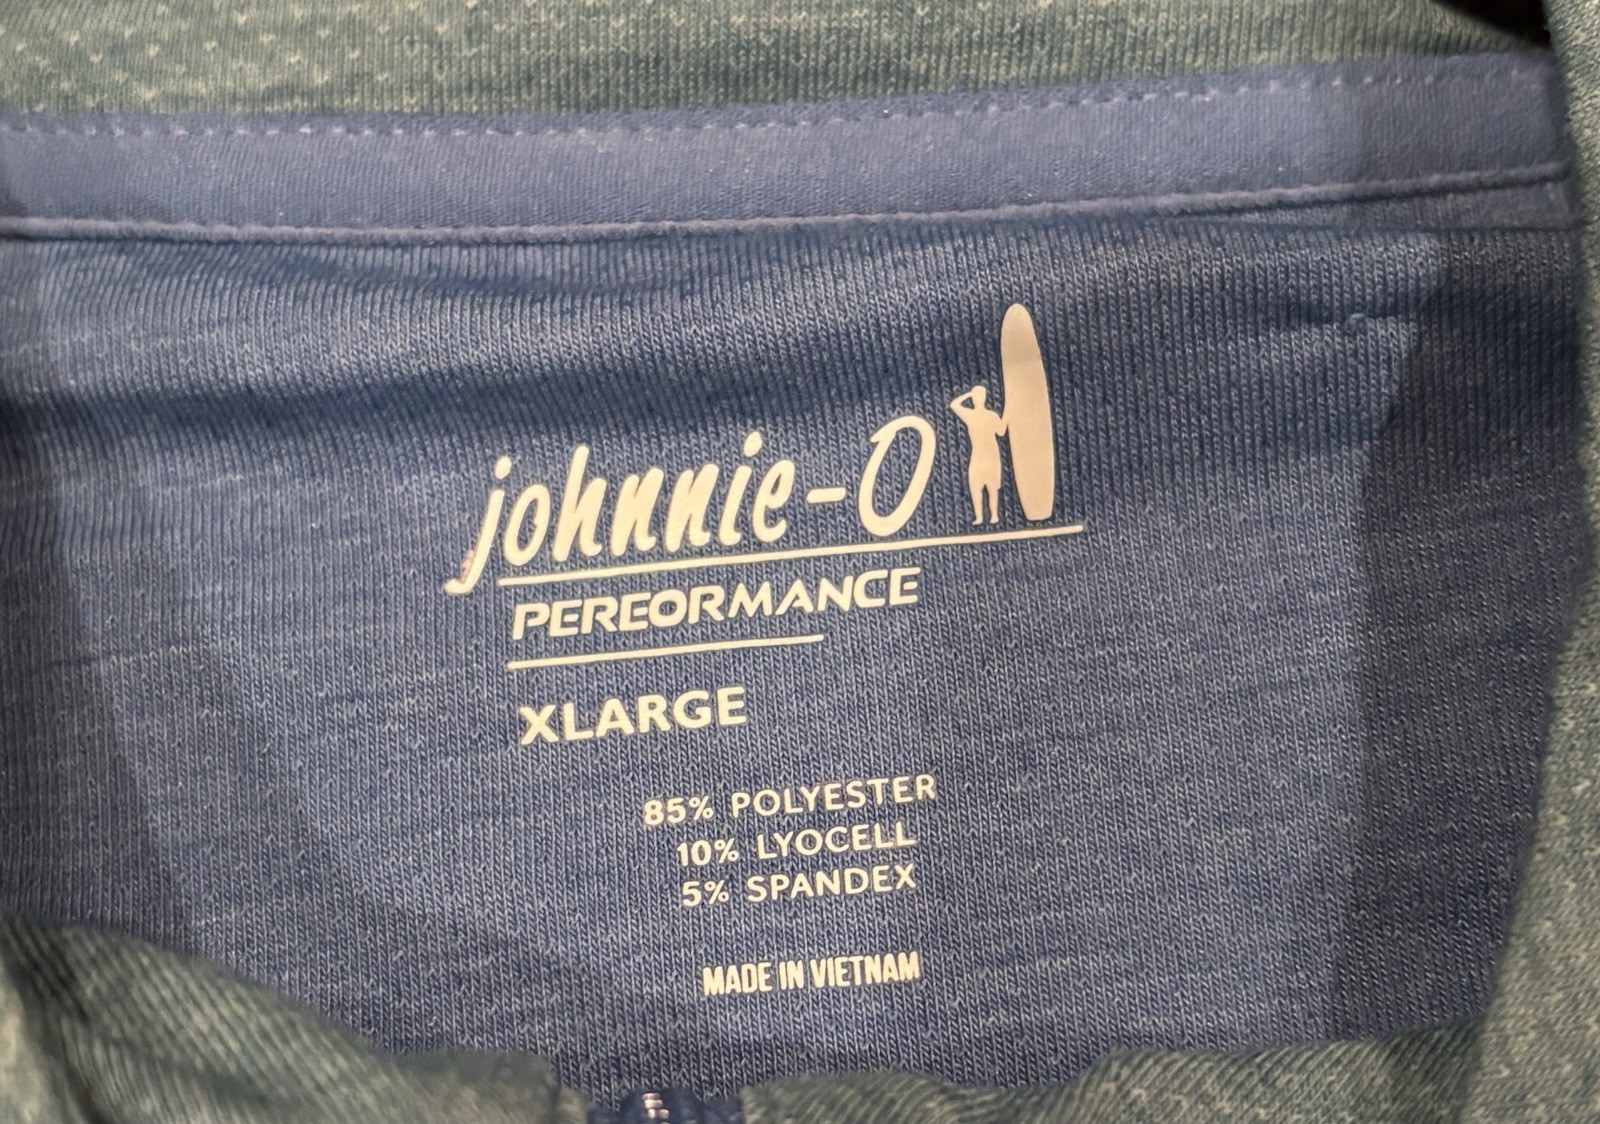 johnnie-O
PEREORMANCE
XLARGE
85% POLYESTER
10% LYOCELL
5% SPANDEX
MADE IN VIETNAM